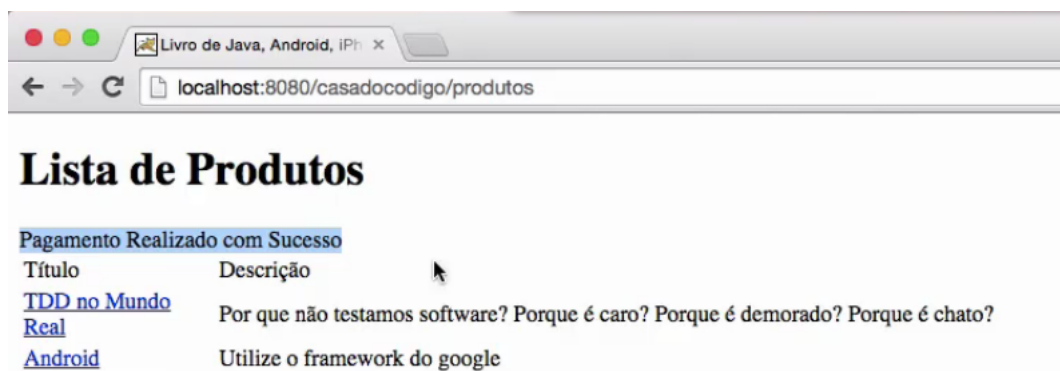 Livro de Java, Android, iPh
localhost:8080/casadocodigo/produtos
Lista de Produtos
Pagamento Realizado com Sucesso
Título Descrição
TDD no Mundo
Real
Por que não testamos software? Porque é caro? Porque é demorado? Porque é chato?
Android Utilize o framework do google